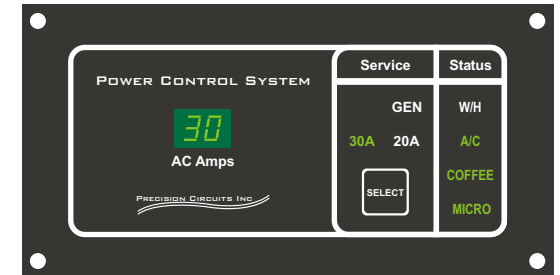 POWER CONTROL SYSTEM
30
AC Amps
PRECISION CIRCUITS INC
Service
GEN
30A 20A
SELECT
Status
W/H
A/C
COFFEE
MICRO